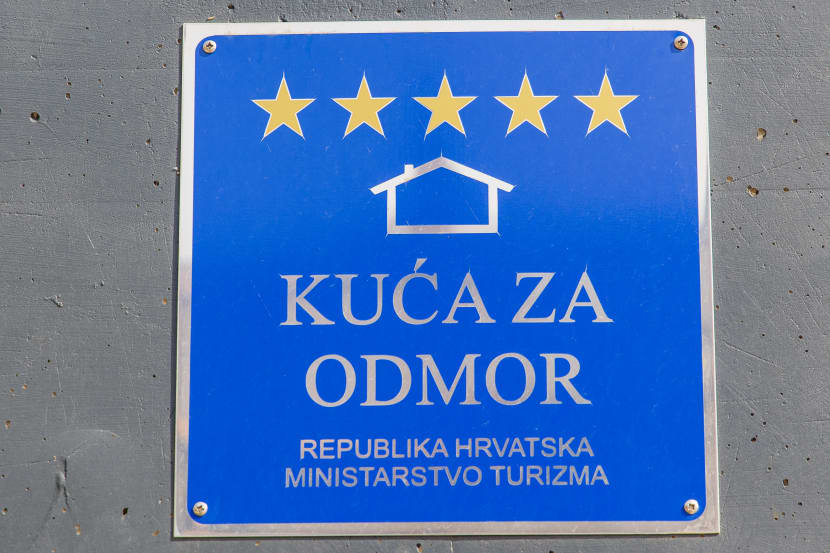 KUĆA ZA
ODMOR
REPUBLIKA HRVATSKA
MINISTARSTVO TURIZMA